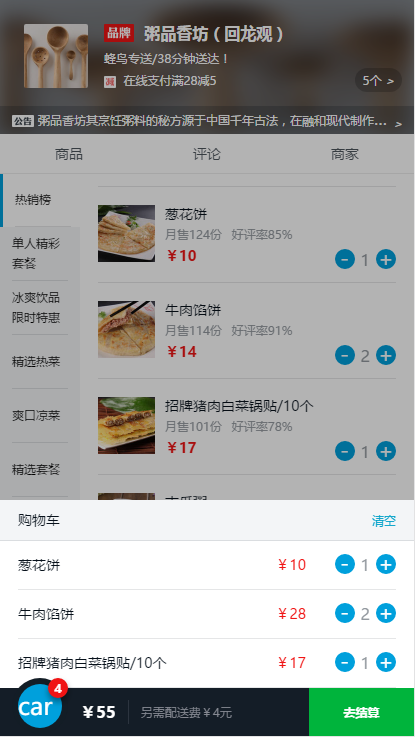 品牌 粥品香坊（回龙观）
蜂鸟专送/38分钟送达！
减 在线支付满28减5
5个 >
公告 粥品香坊其烹饪粥料的秘方源于中国千年古法，在融和现代制作... >
商品 评论 商家
热销榜
单人精彩
套餐
冰爽饮品
限时特惠
精选热菜
爽口凉菜
精选套餐
葱花饼
月售124份 好评率85%
￥10
- 1 +
牛肉馅饼
月售114份 好评率91%
￥14
- 2 +
招牌猪肉白菜锅贴/10个
月售101份 好评率78%
￥17
- 1 +
购物车 清空
葱花饼 ￥10 - 1 +
牛肉馅饼 ￥28 - 2 +
招牌猪肉白菜锅贴/10个 ￥17 - 1 +
car 4 ￥55 另需配送费￥4元 去结算